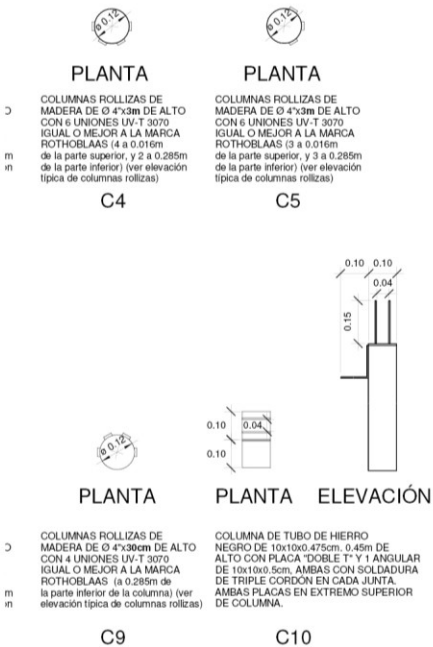 Ø 0.12
Ø 0.12
PLANTA
PLANTA
COLUMNAS ROLLIZAS DE
MADERA DE Ø 4"x3m DE ALTO
CON 6 UNIONES UV-T 3070
IGUAL O MEJOR A LA MARCA
ROTHOBLAAS (4 a 0.016m
de la parte superior, y 2 a 0.285m
de la parte inferior) (ver elevación
típica de columnas rollizas)
C4
COLUMNAS ROLLIZAS DE
MADERA DE Ø 4"x3m DE ALTO
CON 6 UNIONES UV-T 3070
IGUAL O MEJOR A LA MARCA
ROTHOBLAAS (3 a 0.016m
de la parte superior, y 3 a 0.285m
de la parte inferior) (ver elevación
típica de columnas rollizas)
C5
0.10 0.10
0.04
0.15
Ø 0.12
0.10
0.04
0.10
PLANTA
PLANTA
ELEVACIÓN
COLUMNAS ROLLIZAS DE
MADERA DE Ø 4"x30cm DE ALTO
CON 4 UNIONES UV-T 3070
IGUAL O MEJOR A LA MARCA
ROTHOBLAAS (a 0.285m de
la parte inferior de la columna) (ver
elevación típica de columnas rollizas)
C9
COLUMNA DE TUBO DE HIERRO
NEGRO DE 10x10x0.475cm, 0.45m DE
ALTO CON PLACA "DOBLE T" Y 1 ANGULAR
DE 10x10x0.5cm, AMBAS CON SOLDADURA
DE TRIPLE CORDÓN EN CADA JUNTA.
AMBAS PLACAS EN EXTREMO SUPERIOR
DE COLUMNA.
C10